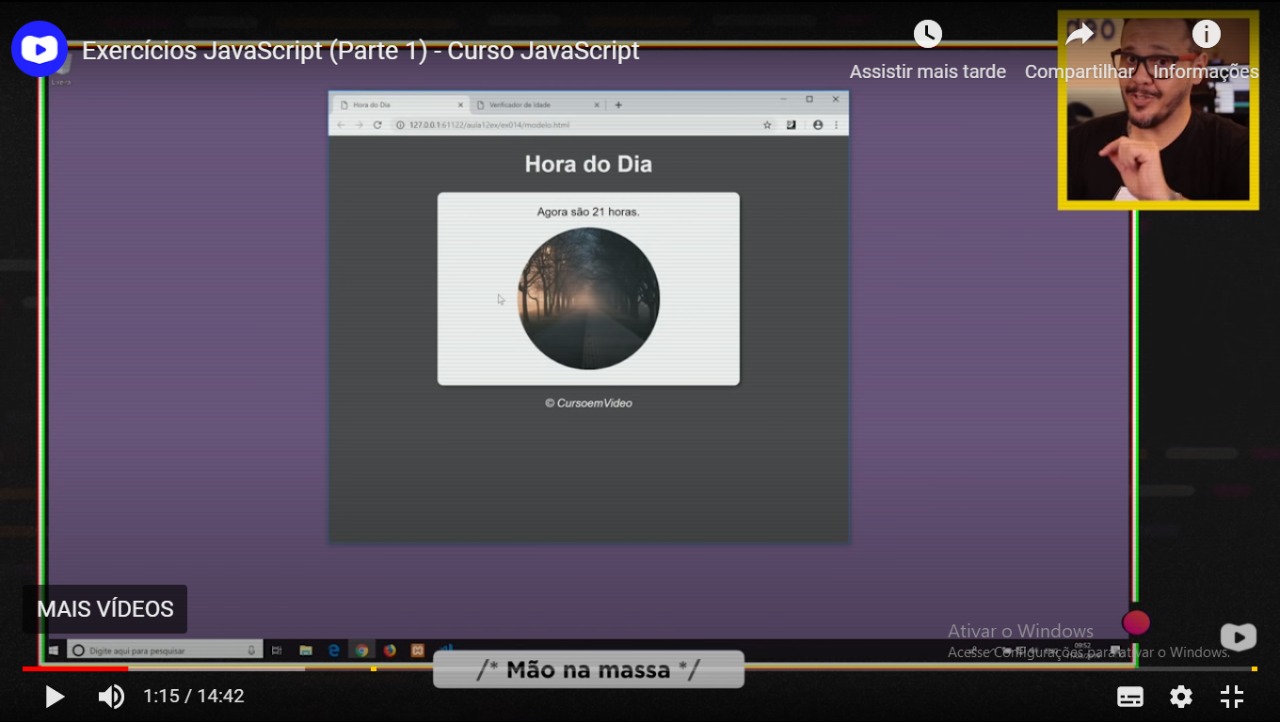 Exercícios JavaScript (Parte 1) - Curso JavaScript
Assistir mais tarde
Compartilhar
Informações
Hora do Dia
Verificador de Idade
127.0.0.1:61122/aula12ex/ex014/modelo.html
Hora do Dia
Agora são 21 horas.
© CursoemVideo
MAIS VÍDEOS
Digite aqui para pesquisar
Ativar o Windows
Acesse Configurações para ativar o Windows.
09:52
/* Mão na massa */
1:15 / 14:42